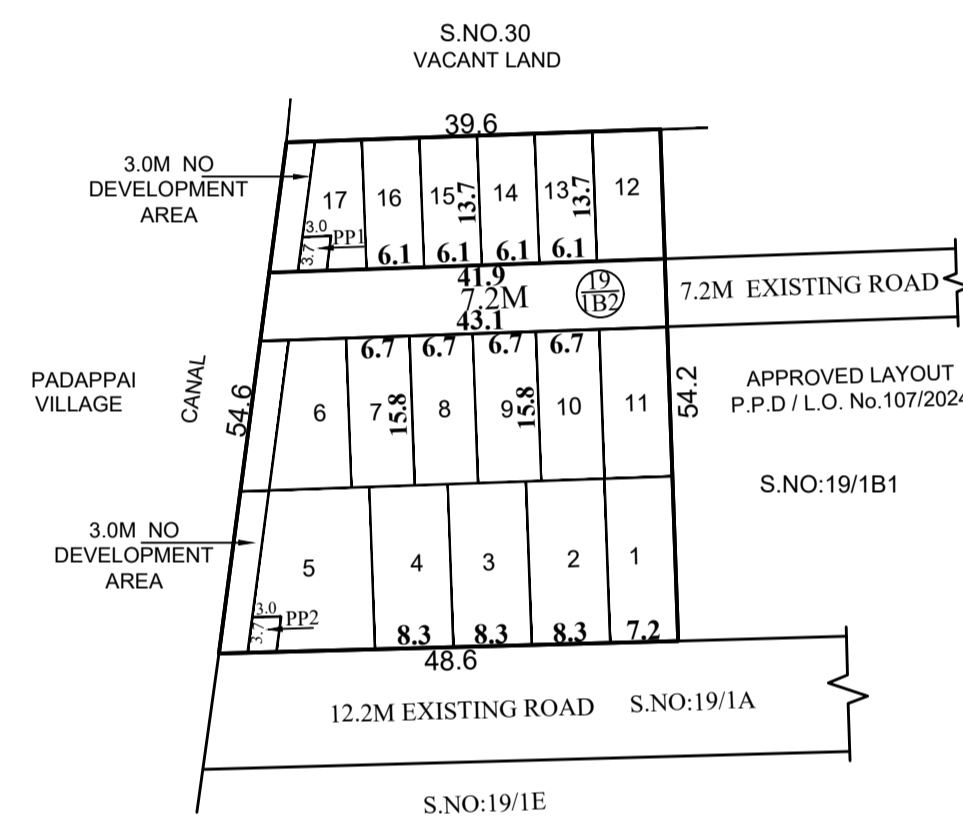 S.NO.30
VACANT LAND
39.6
3.0M NO
DEVELOPMENT
AREA
17
16
15
13.7
14
13
13.7
12
3.0
3.7
PP1
6.1
6.1
6.1
6.1
41.9
7.2M
43.1
19
1B2
7.2M EXISTING ROAD
PADAPPAI
VILLAGE
CANAL
54.6
6.7
6.7
6.7
6.7
6
7
15.8
8
9
15.8
10
11
54.2
APPROVED LAYOUT
P.P.D / L.O. No.107/2024
S.NO:19/1B1
3.0M NO
DEVELOPMENT
AREA
5
4
3
2
1
3.0
3.7
PP2
8.3
8.3
8.3
7.2
48.6
12.2M EXISTING ROAD
S.NO:19/1A
S.NO:19/1E